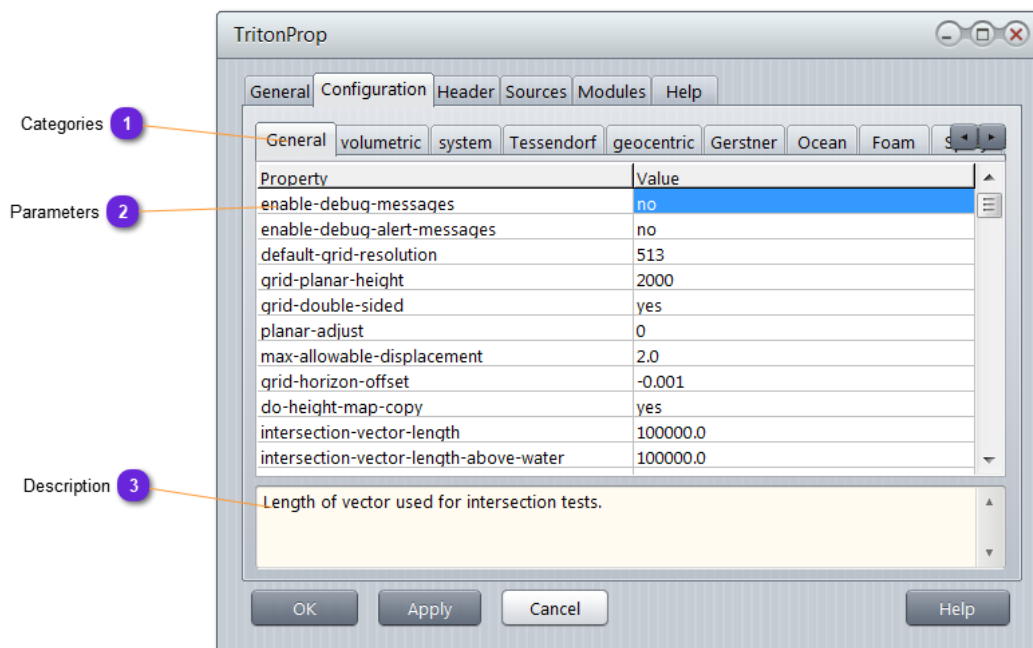 TritonProp
General Configuration Header Sources Modules Help
Categories 1
General volumetric system Tessendorf geocentric Gerstner Ocean Foam
Property Value
Parameters 2
enable-debug-messages no
enable-debug-alert-messages no
default-grid-resolution 513
grid-planar-height 2000
grid-double-sided yes
planar-adjust 0
max-allowable-displacement 2.0
grid-horizon-offset -0.001
do-height-map-copy yes
intersection-vector-length 100000.0
intersection-vector-length-above-water 100000.0
Description 3
Length of vector used for intersection tests.
OK Apply Cancel Help